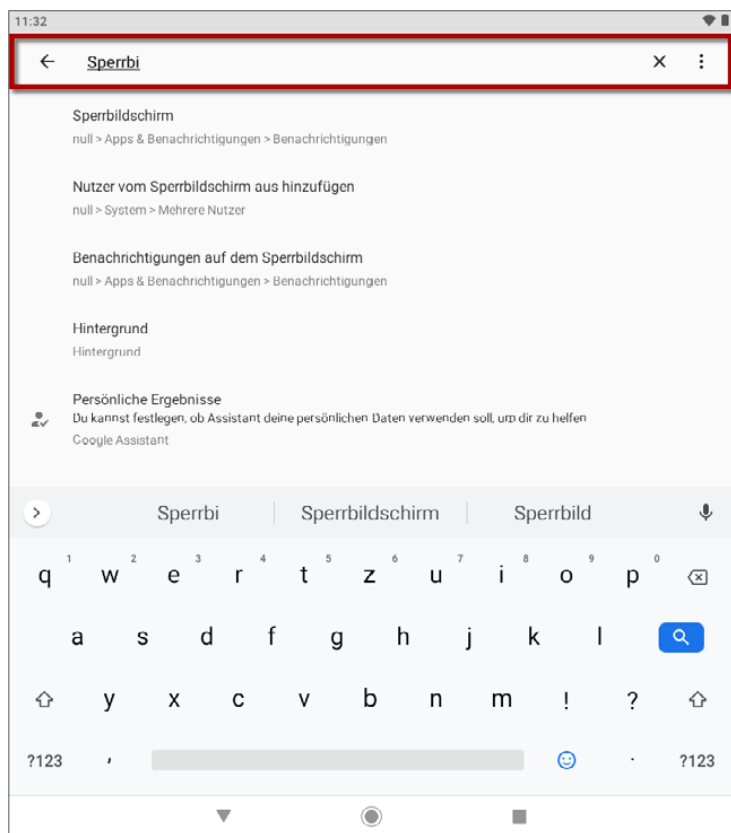 11:32
Sperrbi
Sperrbildschirm
null > Apps & Benachrichtigungen > Benachrichtigungen
Nutzer vom Sperrbildschirm aus hinzufügen
null > System > Mehrere Nutzer
Benachrichtigungen auf dem Sperrbildschirm
null > Apps & Benachrichtigungen > Benachrichtigungen
Hintergrund
Hintergrund
Persönliche Ergebnisse
Du kannst festlegen, ob Assistant deine persönlichen Daten verwenden soll, um dir zu helfen
Google Assistant
Sperrbi Sperrbildschirm Sperrbild
q 1 w 2 e 3 r 4 t 5 z 6 u 7 i 8 o 9 p 0
a s d f g h j k l
y x c v b n m ! ?
?123 , . ?123